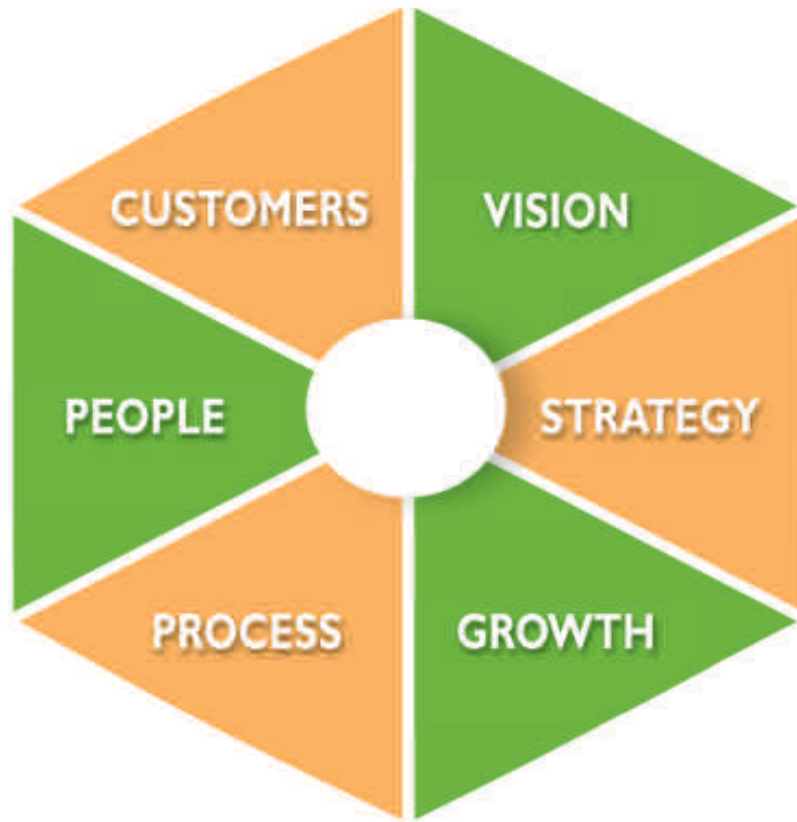 CUSTOMERS
VISION
PEOPLE
STRATEGY
PROCESS
GROWTH